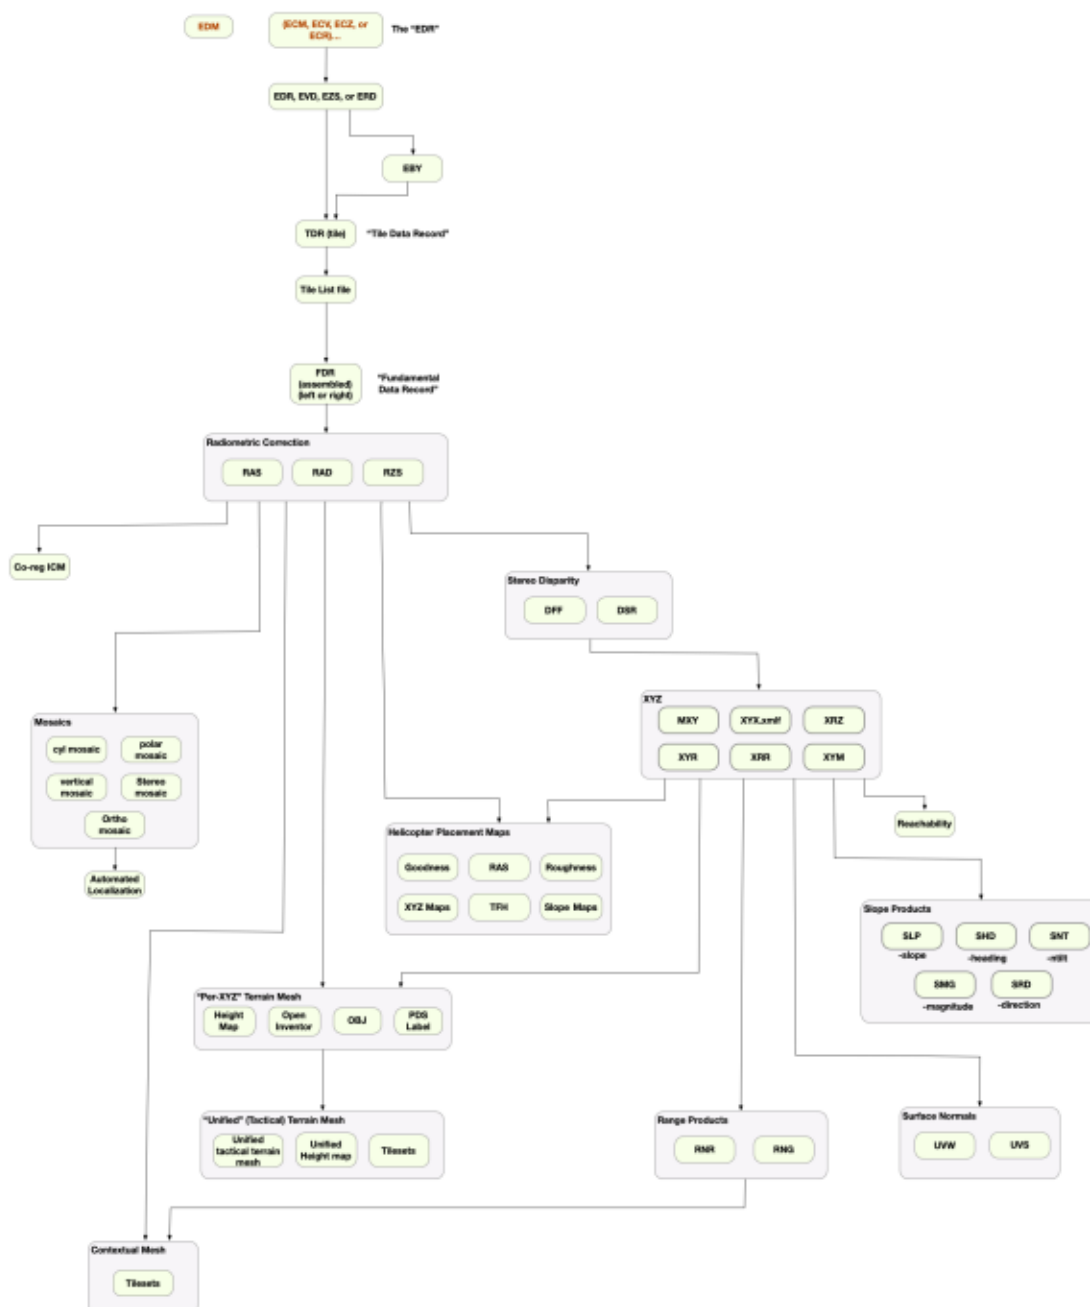 EDM
(ECM, ECV, ECZ, or
ECR)...
The "EDR"
EDR, EVD, EZS, or ERD
EBY
TDR (tile)
"Tile Data Record"
Tile List file
FDR
(assembled)
(left or right)
"Fundamental
Data Record"
Radiometric Correction
RAS
RAD
RZS
Co-reg ICM
Stereo Disparity
DFF
DSR
XYZ
MXY
XYX.xmlf
XRZ
XYR
XRR
XYM
Mosaics
cyl mosaic
polar
mosaic
vertical
mosaic
Stereo
mosaic
Ortho
mosaic
Automated
Localization
Helicopter Placement Maps
Goodness
RAS
Roughness
XYZ Maps
TFH
Slope Maps
Reachability
Slope Products
SLP
-slope
SHD
-heading
SNT
-ntilt
SMG
-magnitude
SRD
-direction
"Per-XYZ" Terrain Mesh
Height
Map
Open
Inventor
OBJ
PDS
Label
"Unified" (Tactical) Terrain Mesh
Unified
tactical terrain
mesh
Unified
Height map
Tilesets
Range Products
RNR
RNG
Surface Normals
UVW
UVS
Contextual Mesh
Tilesets